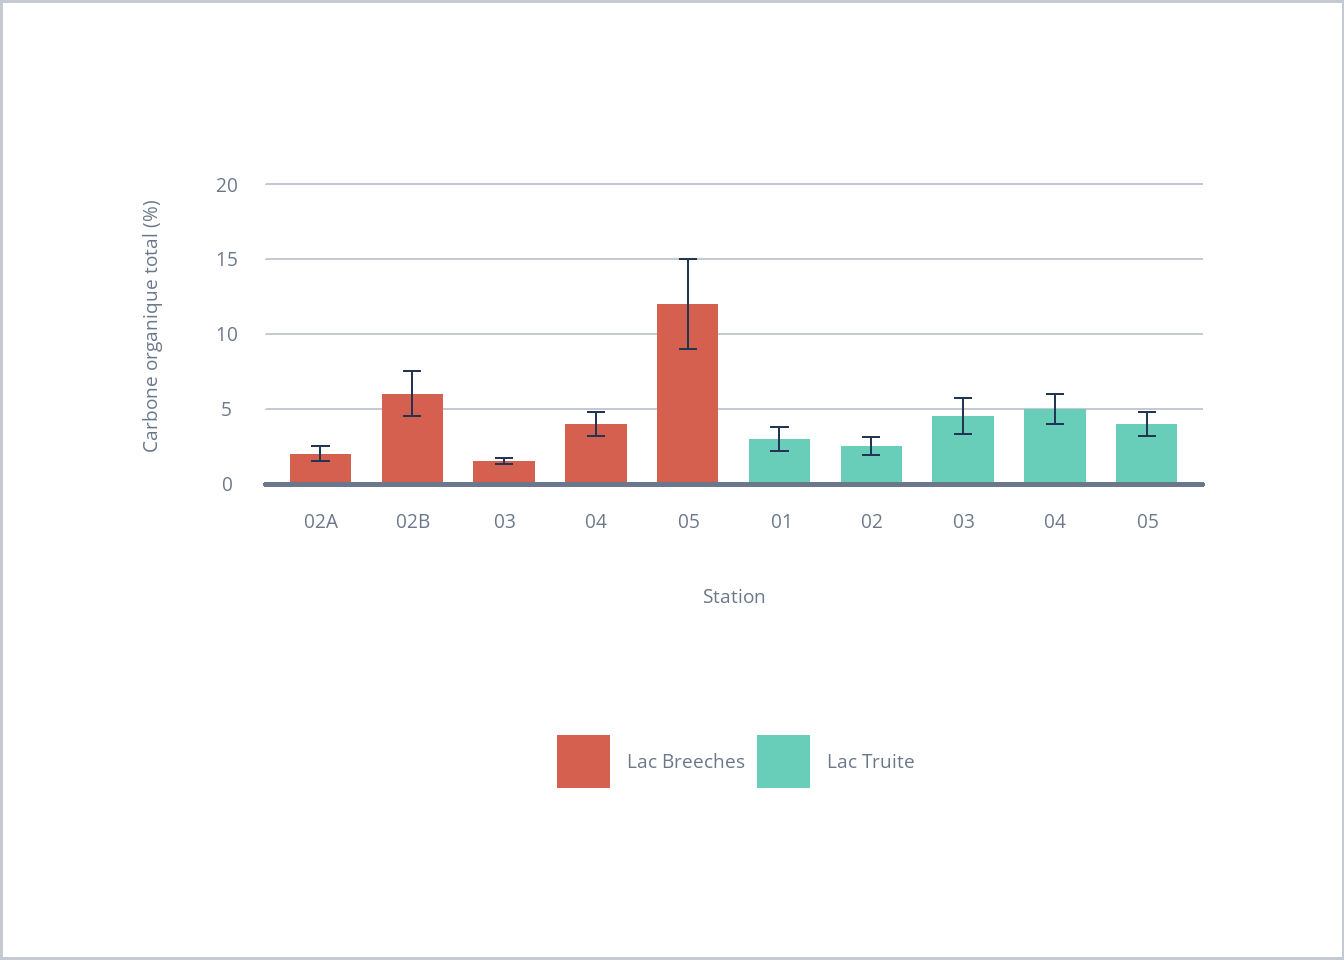 Carbone organique total (%)
20
15
10
5
0
02A 02B 03 04 05 01 02 03 04 05
Station
Lac Breeches Lac Truite